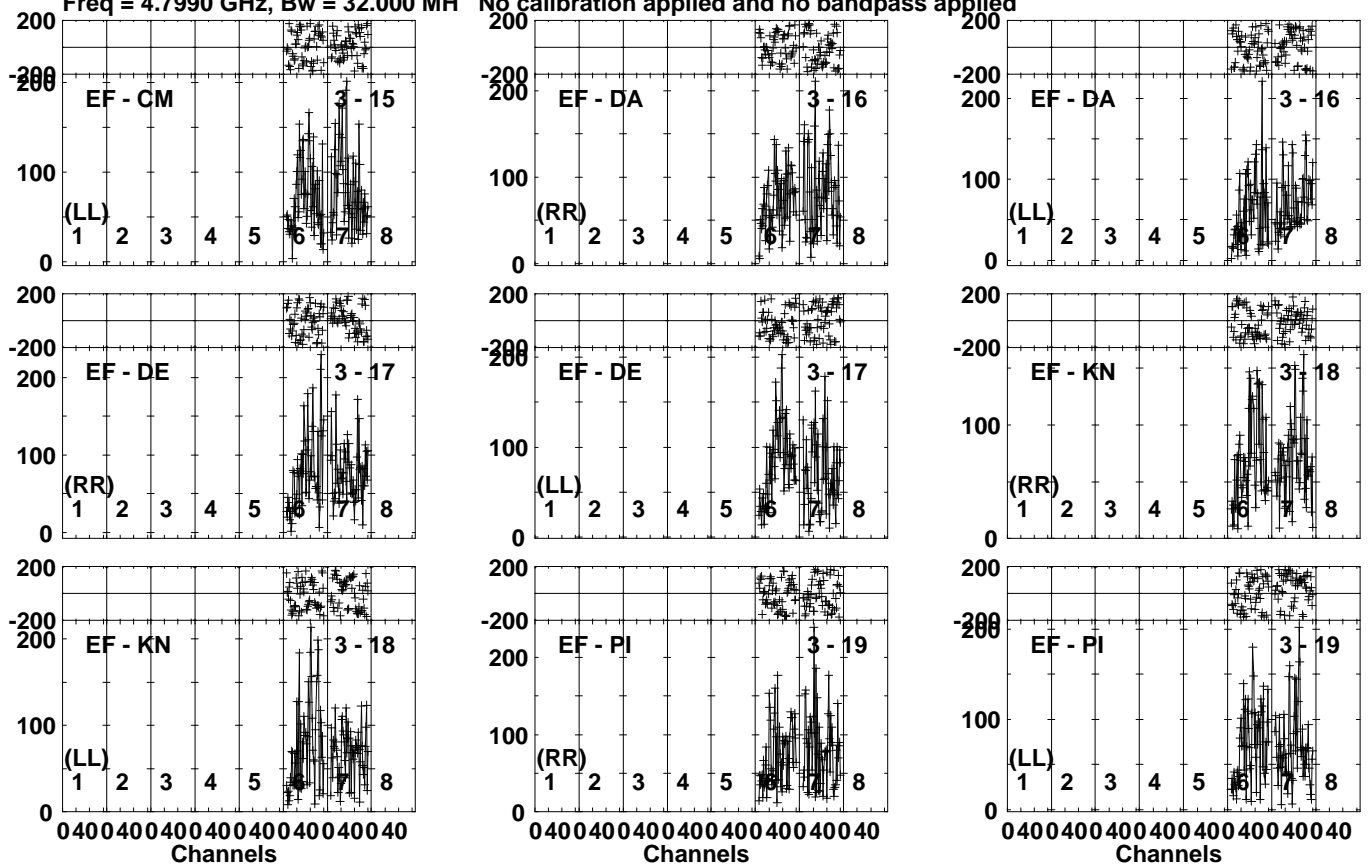 Freq = 4.7990 GHz, Bw = 32.000 MH No calibration applied and no bandpass applied
200 200 200
-200 -200 -200
200
EF - CM 3 - 15 EF - DA 3 - 16 EF - DA 3 - 16
200 200
100 100 100
(LL) (RR) (LL)
1 2 3 4 5 6 7 8 1 2 3 4 5 6 7 8 1 2 3 4 5 6 7 8
0 0 0
200 200 200
-200 -200 -200
200
EF - DE 3 - 17 EF - DE 3 - 17 EF - KN 3 - 18
200
100 100 100
(RR) (LL) (RR)
1 2 3 4 5 6 7 8 1 2 3 4 5 6 7 8 1 2 3 4 5 6 7 8
0 0 0
200 200 200
-200 -200 -200
200
EF - KN 3 - 18 EF - PI 3 - 19 EF - PI 3 - 19
200 200
100 100 100
(LL) (RR) (LL)
1 2 3 4 5 6 7 8 1 2 3 4 5 6 7 8 1 2 3 4 5 6 7 8
0 0 0
0 40 0 40 0 40 0 40 0 40 0 40 0 40 0 40 0 40 0 40 0 40 0 40 0 40 0 40 0 40 0 40 0 40 0 40 0 40 0 40 0 40 0 40 0 40 0 40
Channels Channels Channels